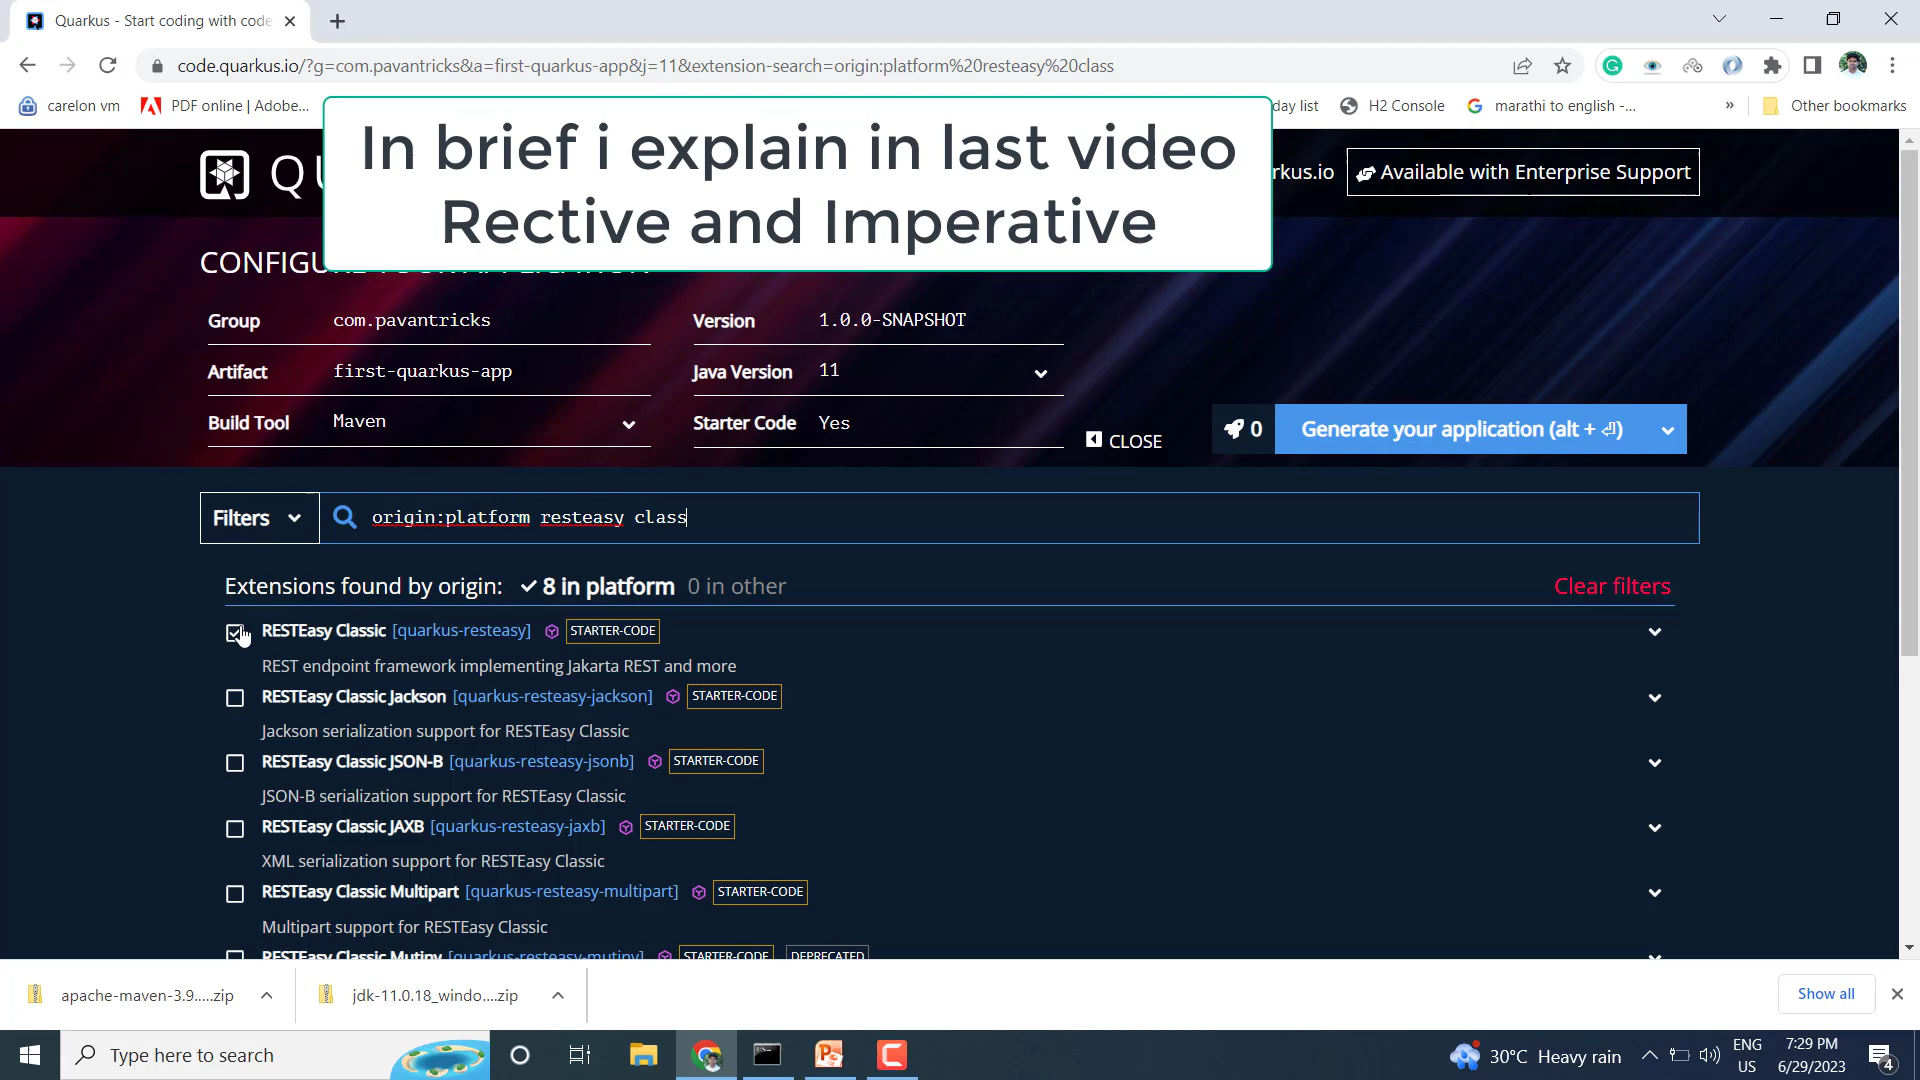 Quarkus - Start coding with code
code.quarkus.io/?g=com.pavantricks&a=first-quarkus-app&j=11&extension-search=origin:platform%20resteasy%20class
carelon vm
PDF online | Adobe...
day list
H2 Console
marathi to english -...
»
Other bookmarks
In brief i explain in last video
Rective and Imperative
Q
rkus.io
Available with Enterprise Support
CONFIGU
Group
com.pavantricks
Version
1.0.0-SNAPSHOT
Artifact
first-quarkus-app
Java Version
11
Build Tool
Maven
Starter Code
Yes
CLOSE
0
Generate your application (alt + ⏎)
Filters
origin:platform resteasy class
Extensions found by origin: ✓ 8 in platform 0 in other
Clear filters
RESTEasy Classic [quarkus-resteasy] STARTER-CODE
REST endpoint framework implementing Jakarta REST and more
RESTEasy Classic Jackson [quarkus-resteasy-jackson] STARTER-CODE
Jackson serialization support for RESTEasy Classic
RESTEasy Classic JSON-B [quarkus-resteasy-jsonb] STARTER-CODE
JSON-B serialization support for RESTEasy Classic
RESTEasy Classic JAXB [quarkus-resteasy-jaxb] STARTER-CODE
XML serialization support for RESTEasy Classic
RESTEasy Classic Multipart [quarkus-resteasy-multipart] STARTER-CODE
Multipart support for RESTEasy Classic
RESTEasy Classic Mutiny [quarkus-resteasy-mutiny] STARTER-CODE DEPRECATED
apache-maven-3.9.....zip
jdk-11.0.18_windo....zip
Show all
Type here to search
30°C Heavy rain
ENG
US
7:29 PM
6/29/2023
4